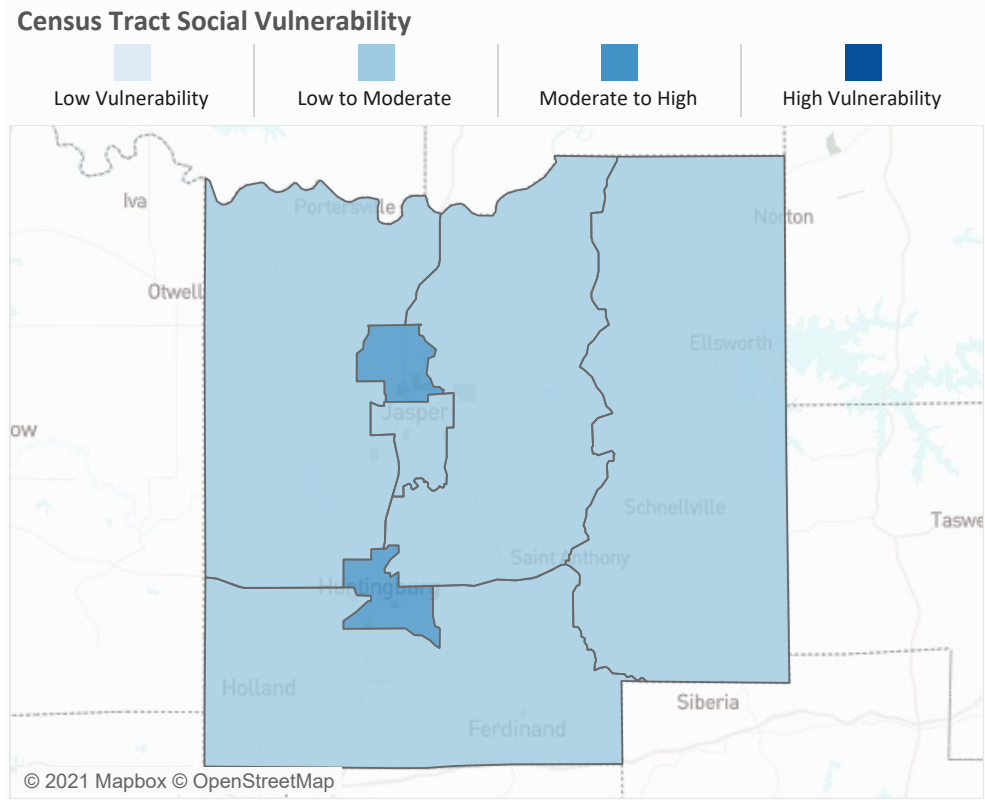 Census Tract Social Vulnerability
Low Vulnerability
Low to Moderate
Moderate to High
High Vulnerability
Iva
Portersville
Norton
Otwell
Ellsworth
Jasper
ow
Schnellville
Taswe
Saint Anthony
Huntingburg
Holland
Siberia
Ferdinand
© 2021 Mapbox © OpenStreetMap